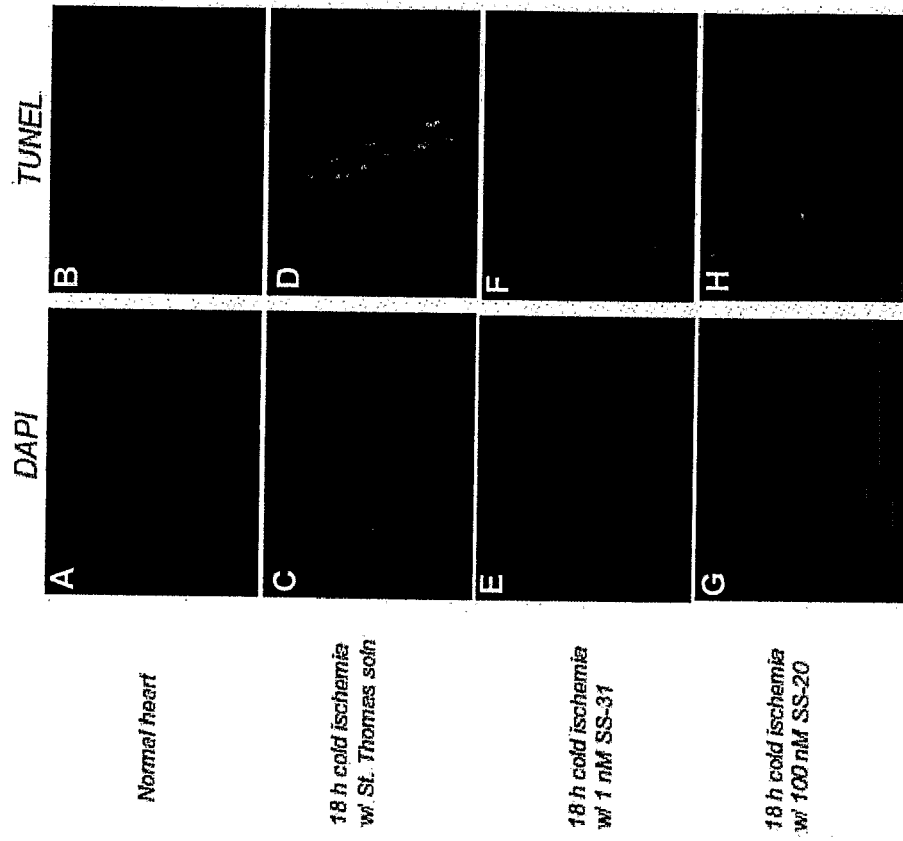 TUNEL
DAPI
B
A
Normal heart
D
C
18 h cold ischemia
w/ St. Thomas soln
F
E
18 h cold ischemia
w/ 1 nM SS-31
H
G
18 h cold ischemia
w/ 100 nM SS-20